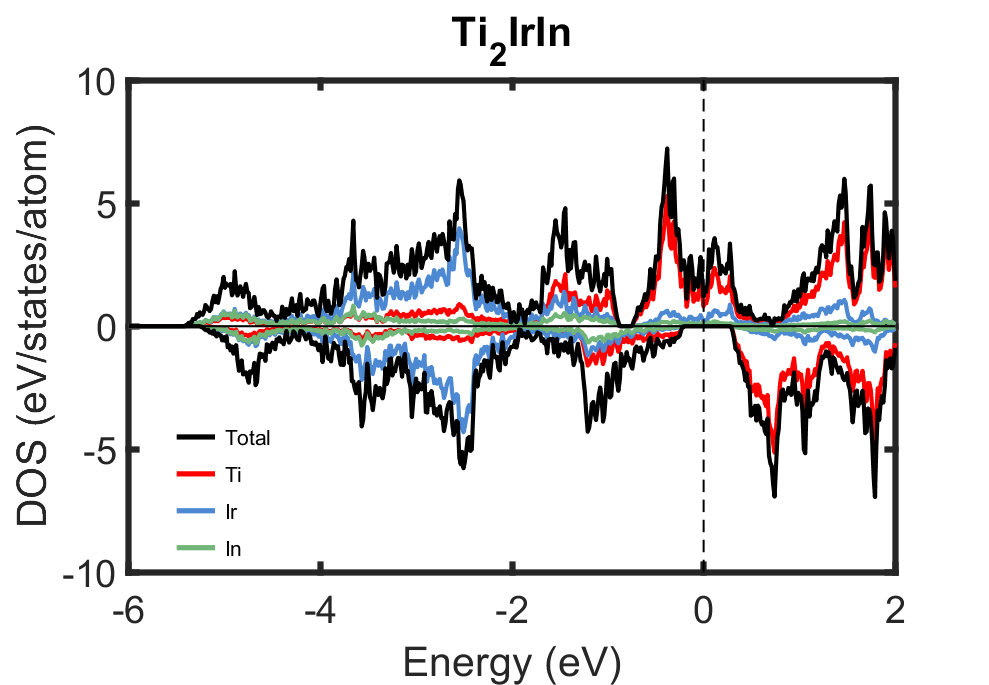 Ti₂IrIn
10
5
0
-5
-10
DOS (eV/states/atom)
Total
Ti
Ir
In
-6
-4
-2
0
2
Energy (eV)